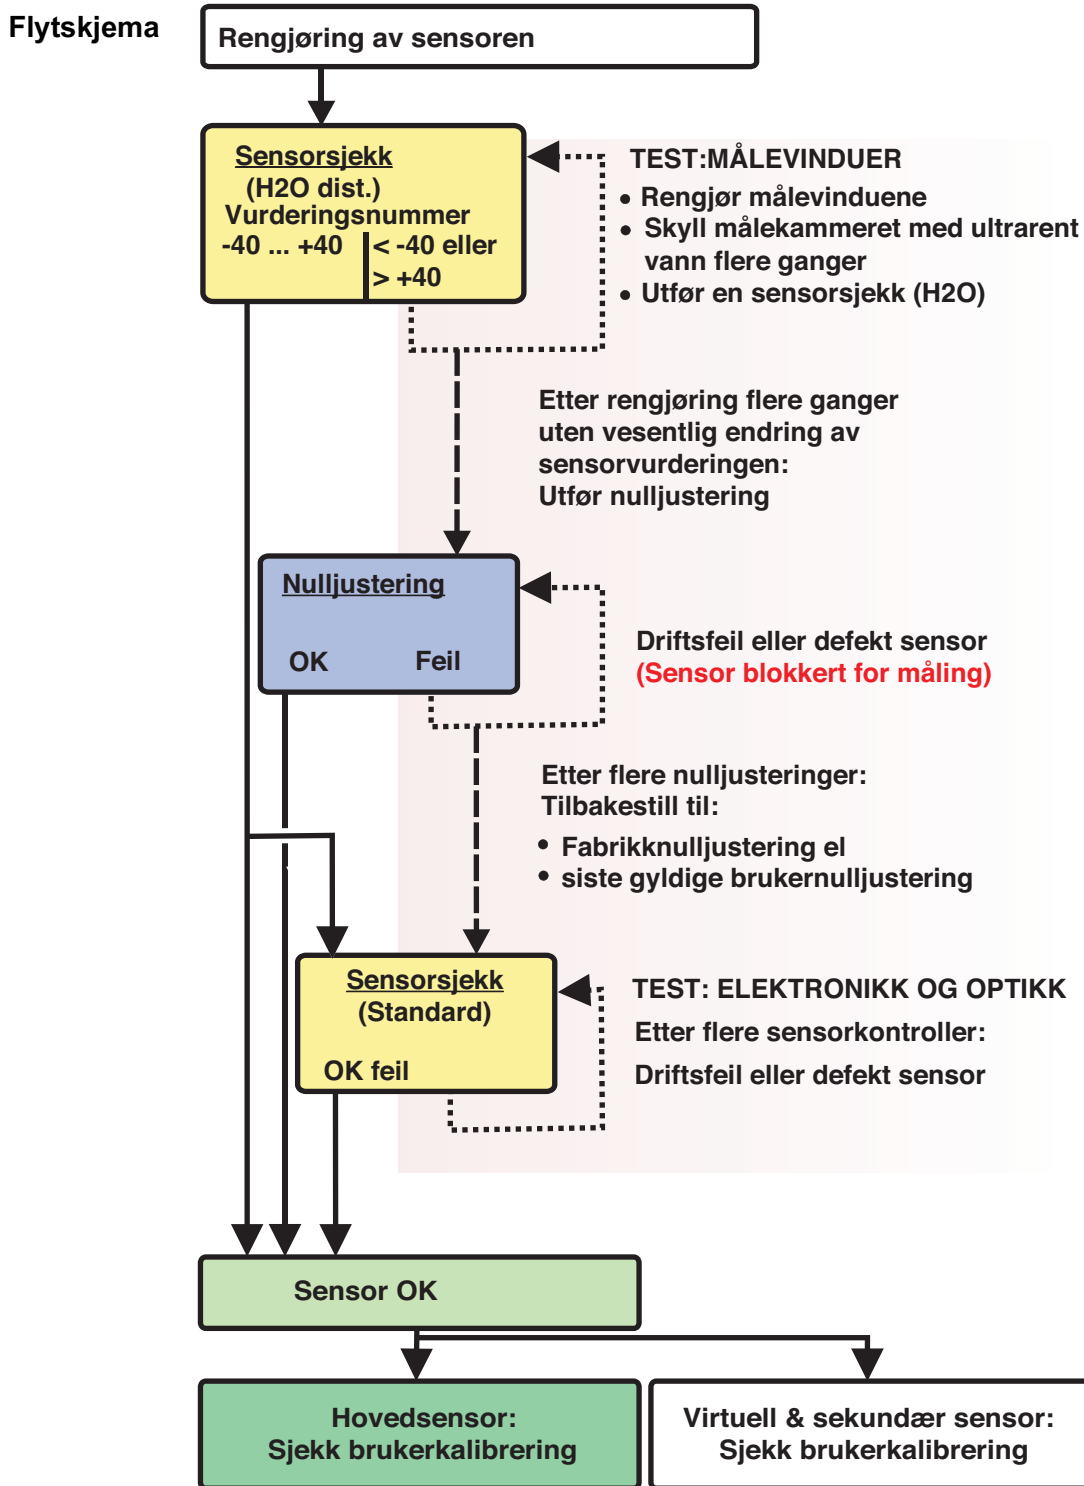 Flytskjema
Rengjøring av sensoren
Sensorsjekk
(H2O dist.)
Vurderingsnummer
-40 ... +40
< -40 eller
> +40
TEST:MÅLEVINDUER
• Rengjør målevinduene
• Skyll målekammeret med ultrarent
vann flere ganger
• Utfør en sensorsjekk (H2O)
Etter rengjøring flere ganger
uten vesentlig endring av
sensorvurderingen:
Utfør nulljustering
Nulljustering
OK Feil
Driftsfeil eller defekt sensor
(Sensor blokkert for måling)
Etter flere nulljusteringer:
Tilbakestill til:
• Fabrikknulljustering el
• siste gyldige brukernulljustering
Sensorsjekk
(Standard)
OK feil
TEST: ELEKTRONIKK OG OPTIKK
Etter flere sensorkontroller:
Driftsfeil eller defekt sensor
Sensor OK
Hovedsensor:
Sjekk brukerkalibrering
Virtuell & sekundær sensor:
Sjekk brukerkalibrering